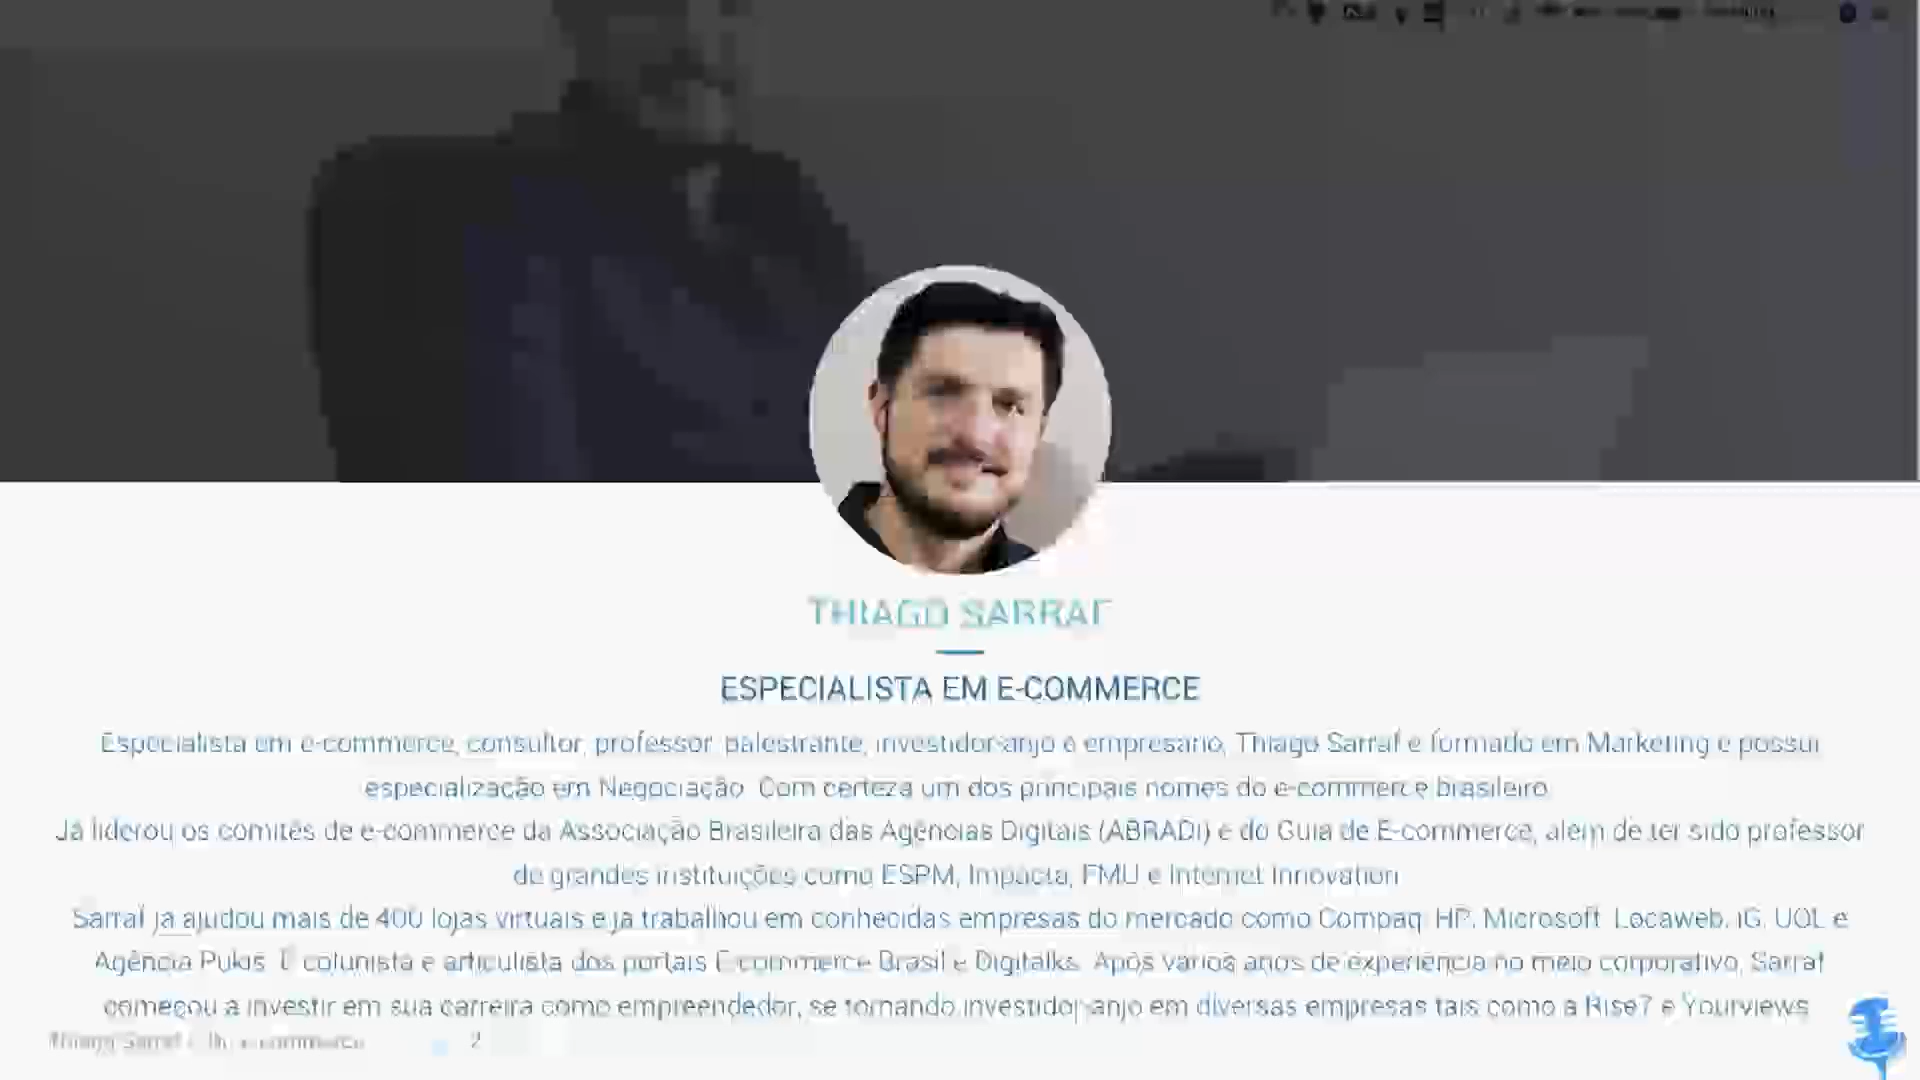 THIAGO SARRAF
ESPECIALISTA EM E-COMMERCE
Especialista em e-commerce, consultor, professor, palestrante, investidor-anjo e empresário, Thiago Sarraf é formado em Marketing e possui
especialização em Negociação. Com certeza um dos principais nomes do e-commerce brasileiro.
Já liderou os comitês de e-commerce da Associação Brasileira das Agências Digitais (ABRADi) e do Guia de E-commerce, além de ter sido professor
de grandes instituições como ESPM, Impacta, FMU e Internet Innovation.
Sarraf já ajudou mais de 400 lojas virtuais e já trabalhou em conhecidas empresas do mercado como Compaq, HP, Microsoft, Locaweb, iG, UOL e
Agência Pukis. É colunista e articulista dos portais E-commerce Brasil e Digitalks. Após vários anos de experiência no meio corporativo, Sarraf
começou a investir em sua carreira como empreendedor, se tornando investidor-anjo em diversas empresas tais como a Rise7 e Yourviews
Thiago Sarraf - e-commerce
2